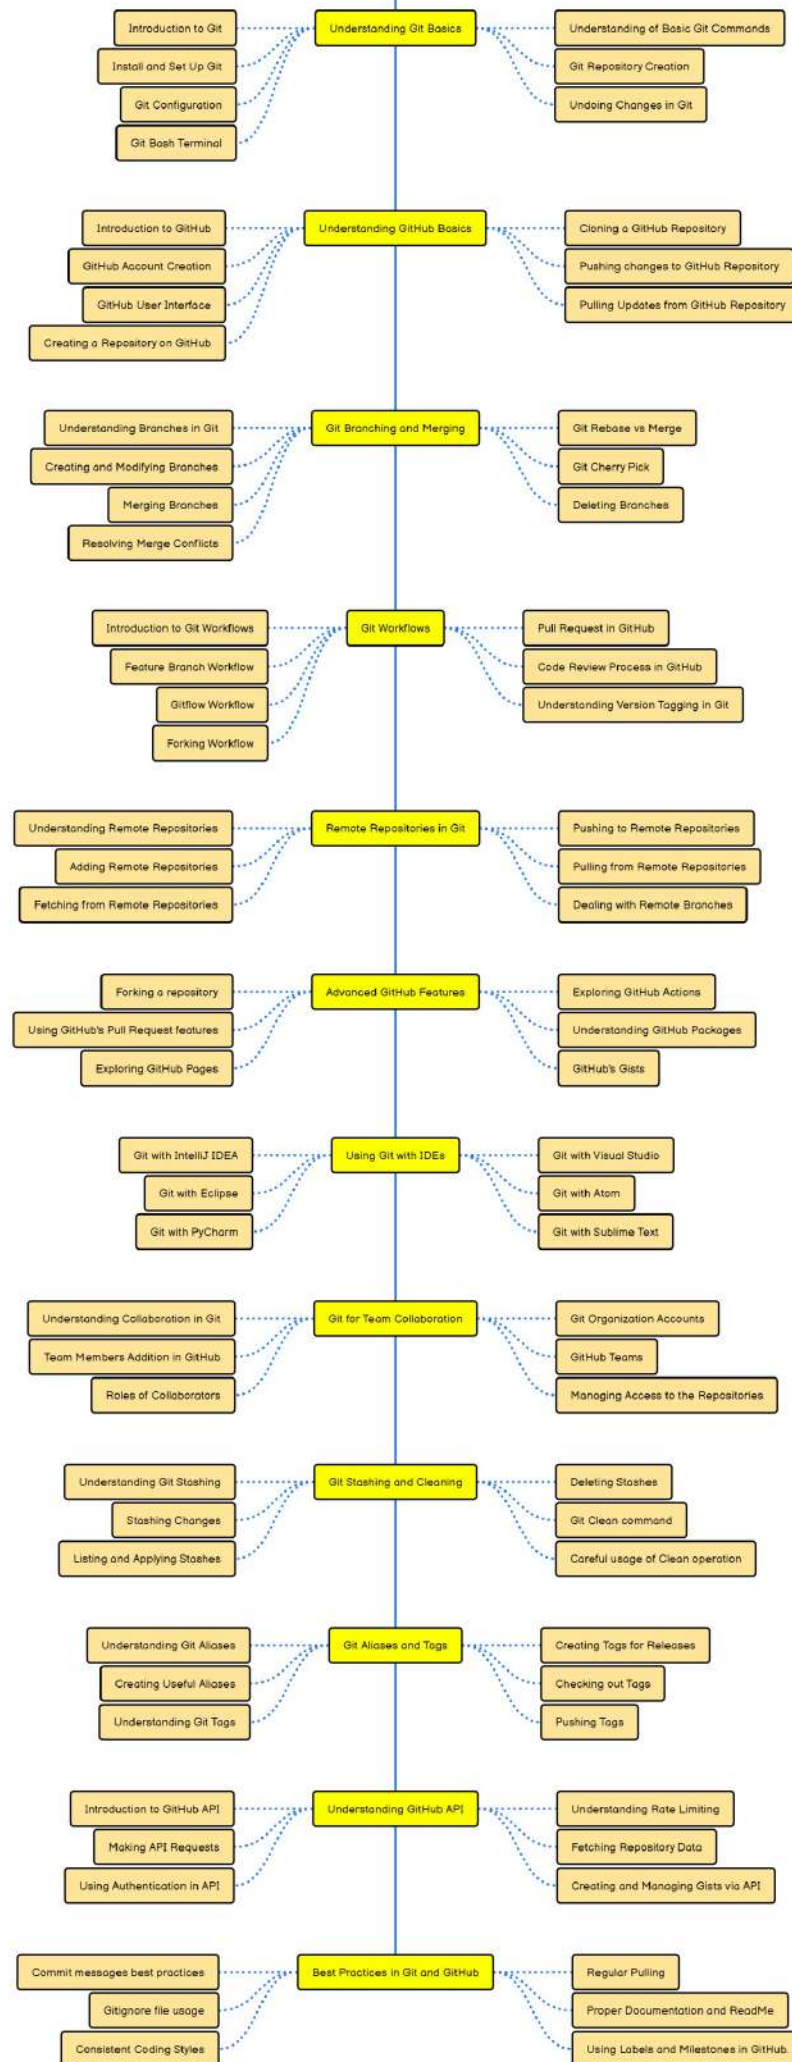 Understanding Git Basics
Introduction to Git
Install and Set Up Git
Git Configuration
Git Bash Terminal
Understanding of Basic Git Commands
Git Repository Creation
Undoing Changes in Git
Understanding GitHub Basics
Introduction to GitHub
GitHub Account Creation
GitHub User Interface
Creating a Repository on GitHub
Cloning a GitHub Repository
Pushing changes to GitHub Repository
Pulling Updates from GitHub Repository
Git Branching and Merging
Understanding Branches in Git
Creating and Modifying Branches
Merging Branches
Resolving Merge Conflicts
Git Rebase vs Merge
Git Cherry Pick
Deleting Branches
Git Workflows
Introduction to Git Workflows
Feature Branch Workflow
Gitflow Workflow
Forking Workflow
Pull Request in GitHub
Code Review Process in GitHub
Understanding Version Tagging in Git
Remote Repositories in Git
Understanding Remote Repositories
Adding Remote Repositories
Fetching from Remote Repositories
Pushing to Remote Repositories
Pulling from Remote Repositories
Dealing with Remote Branches
Advanced GitHub Features
Forking a repository
Using GitHub's Pull Request features
Exploring GitHub Pages
Exploring GitHub Actions
Understanding GitHub Packages
GitHub's Gists
Using Git with IDEs
Git with IntelliJ IDEA
Git with Eclipse
Git with PyCharm
Git with Visual Studio
Git with Atom
Git with Sublime Text
Git for Team Collaboration
Understanding Collaboration in Git
Team Members Addition in GitHub
Roles of Collaborators
Git Organization Accounts
GitHub Teams
Managing Access to the Repositories
Git Stashing and Cleaning
Understanding Git Stashing
Stashing Changes
Listing and Applying Stashes
Deleting Stashes
Git Clean command
Careful usage of Clean operation
Git Aliases and Tags
Understanding Git Aliases
Creating Useful Aliases
Understanding Git Tags
Creating Tags for Releases
Checking out Tags
Pushing Tags
Understanding GitHub API
Introduction to GitHub API
Making API Requests
Using Authentication in API
Understanding Rate Limiting
Fetching Repository Data
Creating and Managing Gists via API
Best Practices in Git and GitHub
Commit messages best practices
Gitignore file usage
Consistent Coding Styles
Regular Pulling
Proper Documentation and ReadMe
Using Labels and Milestones in GitHub